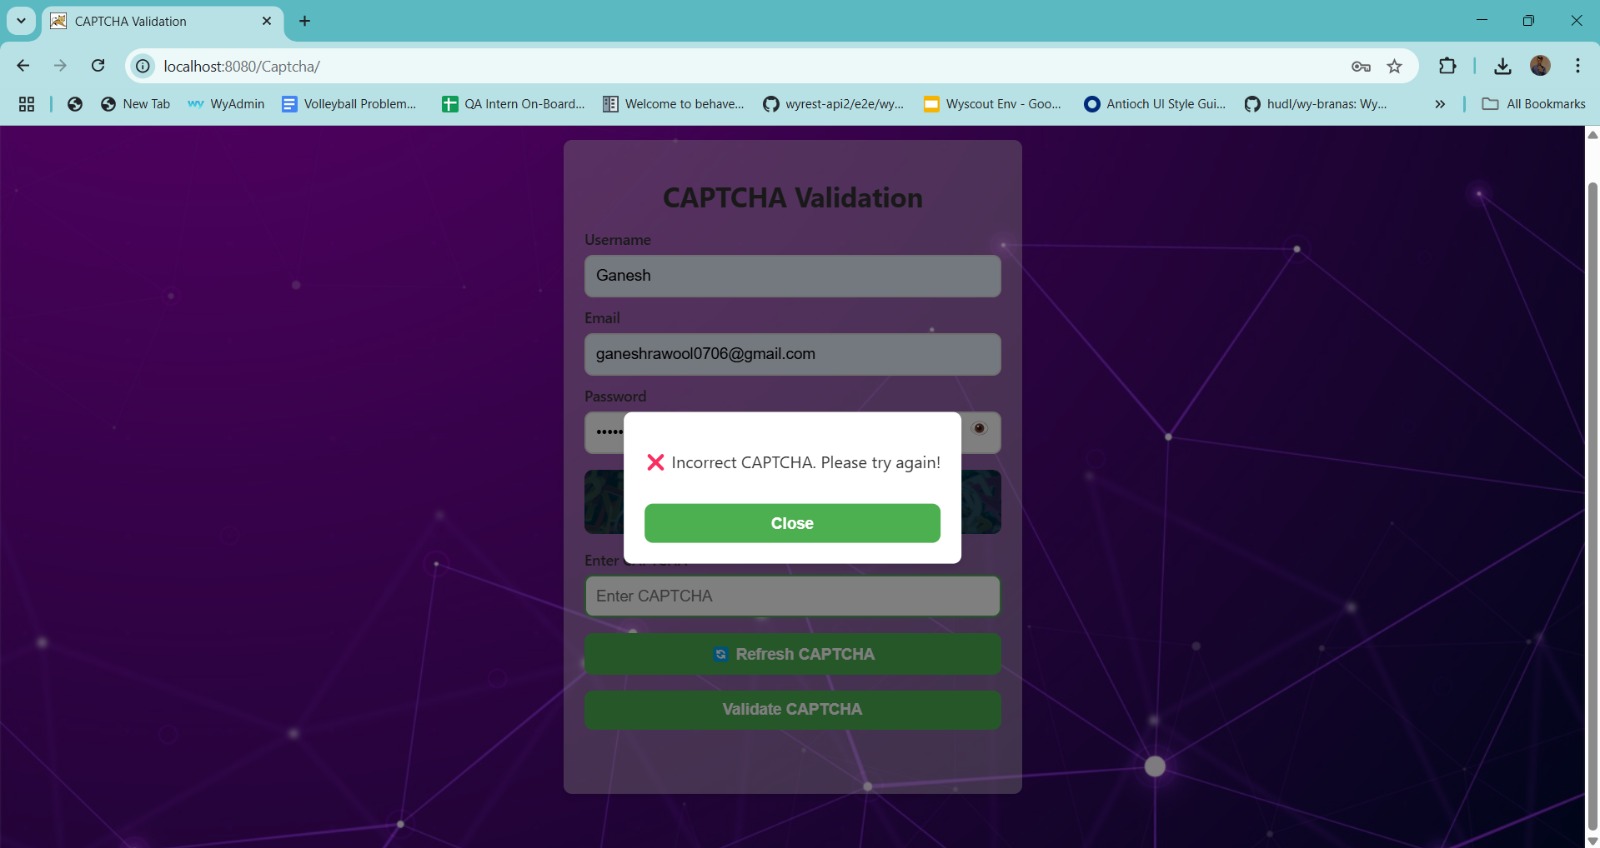 CAPTCHA Validation
localhost:8080/Captcha/
New Tab
WyAdmin
Volleyball Problem...
QA Intern On-Board...
Welcome to behave...
wyrest-api2/e2e/wy...
Wyscout Env - Goo...
Antioch UI Style Gui...
hudl/wy-branas: Wy...
All Bookmarks
CAPTCHA Validation
Username
Ganesh
Email
ganeshrawool0706@gmail.com
Password
❌ Incorrect CAPTCHA. Please try again!
Close
Enter CAPTCHA
Enter CAPTCHA
Refresh CAPTCHA
Validate CAPTCHA